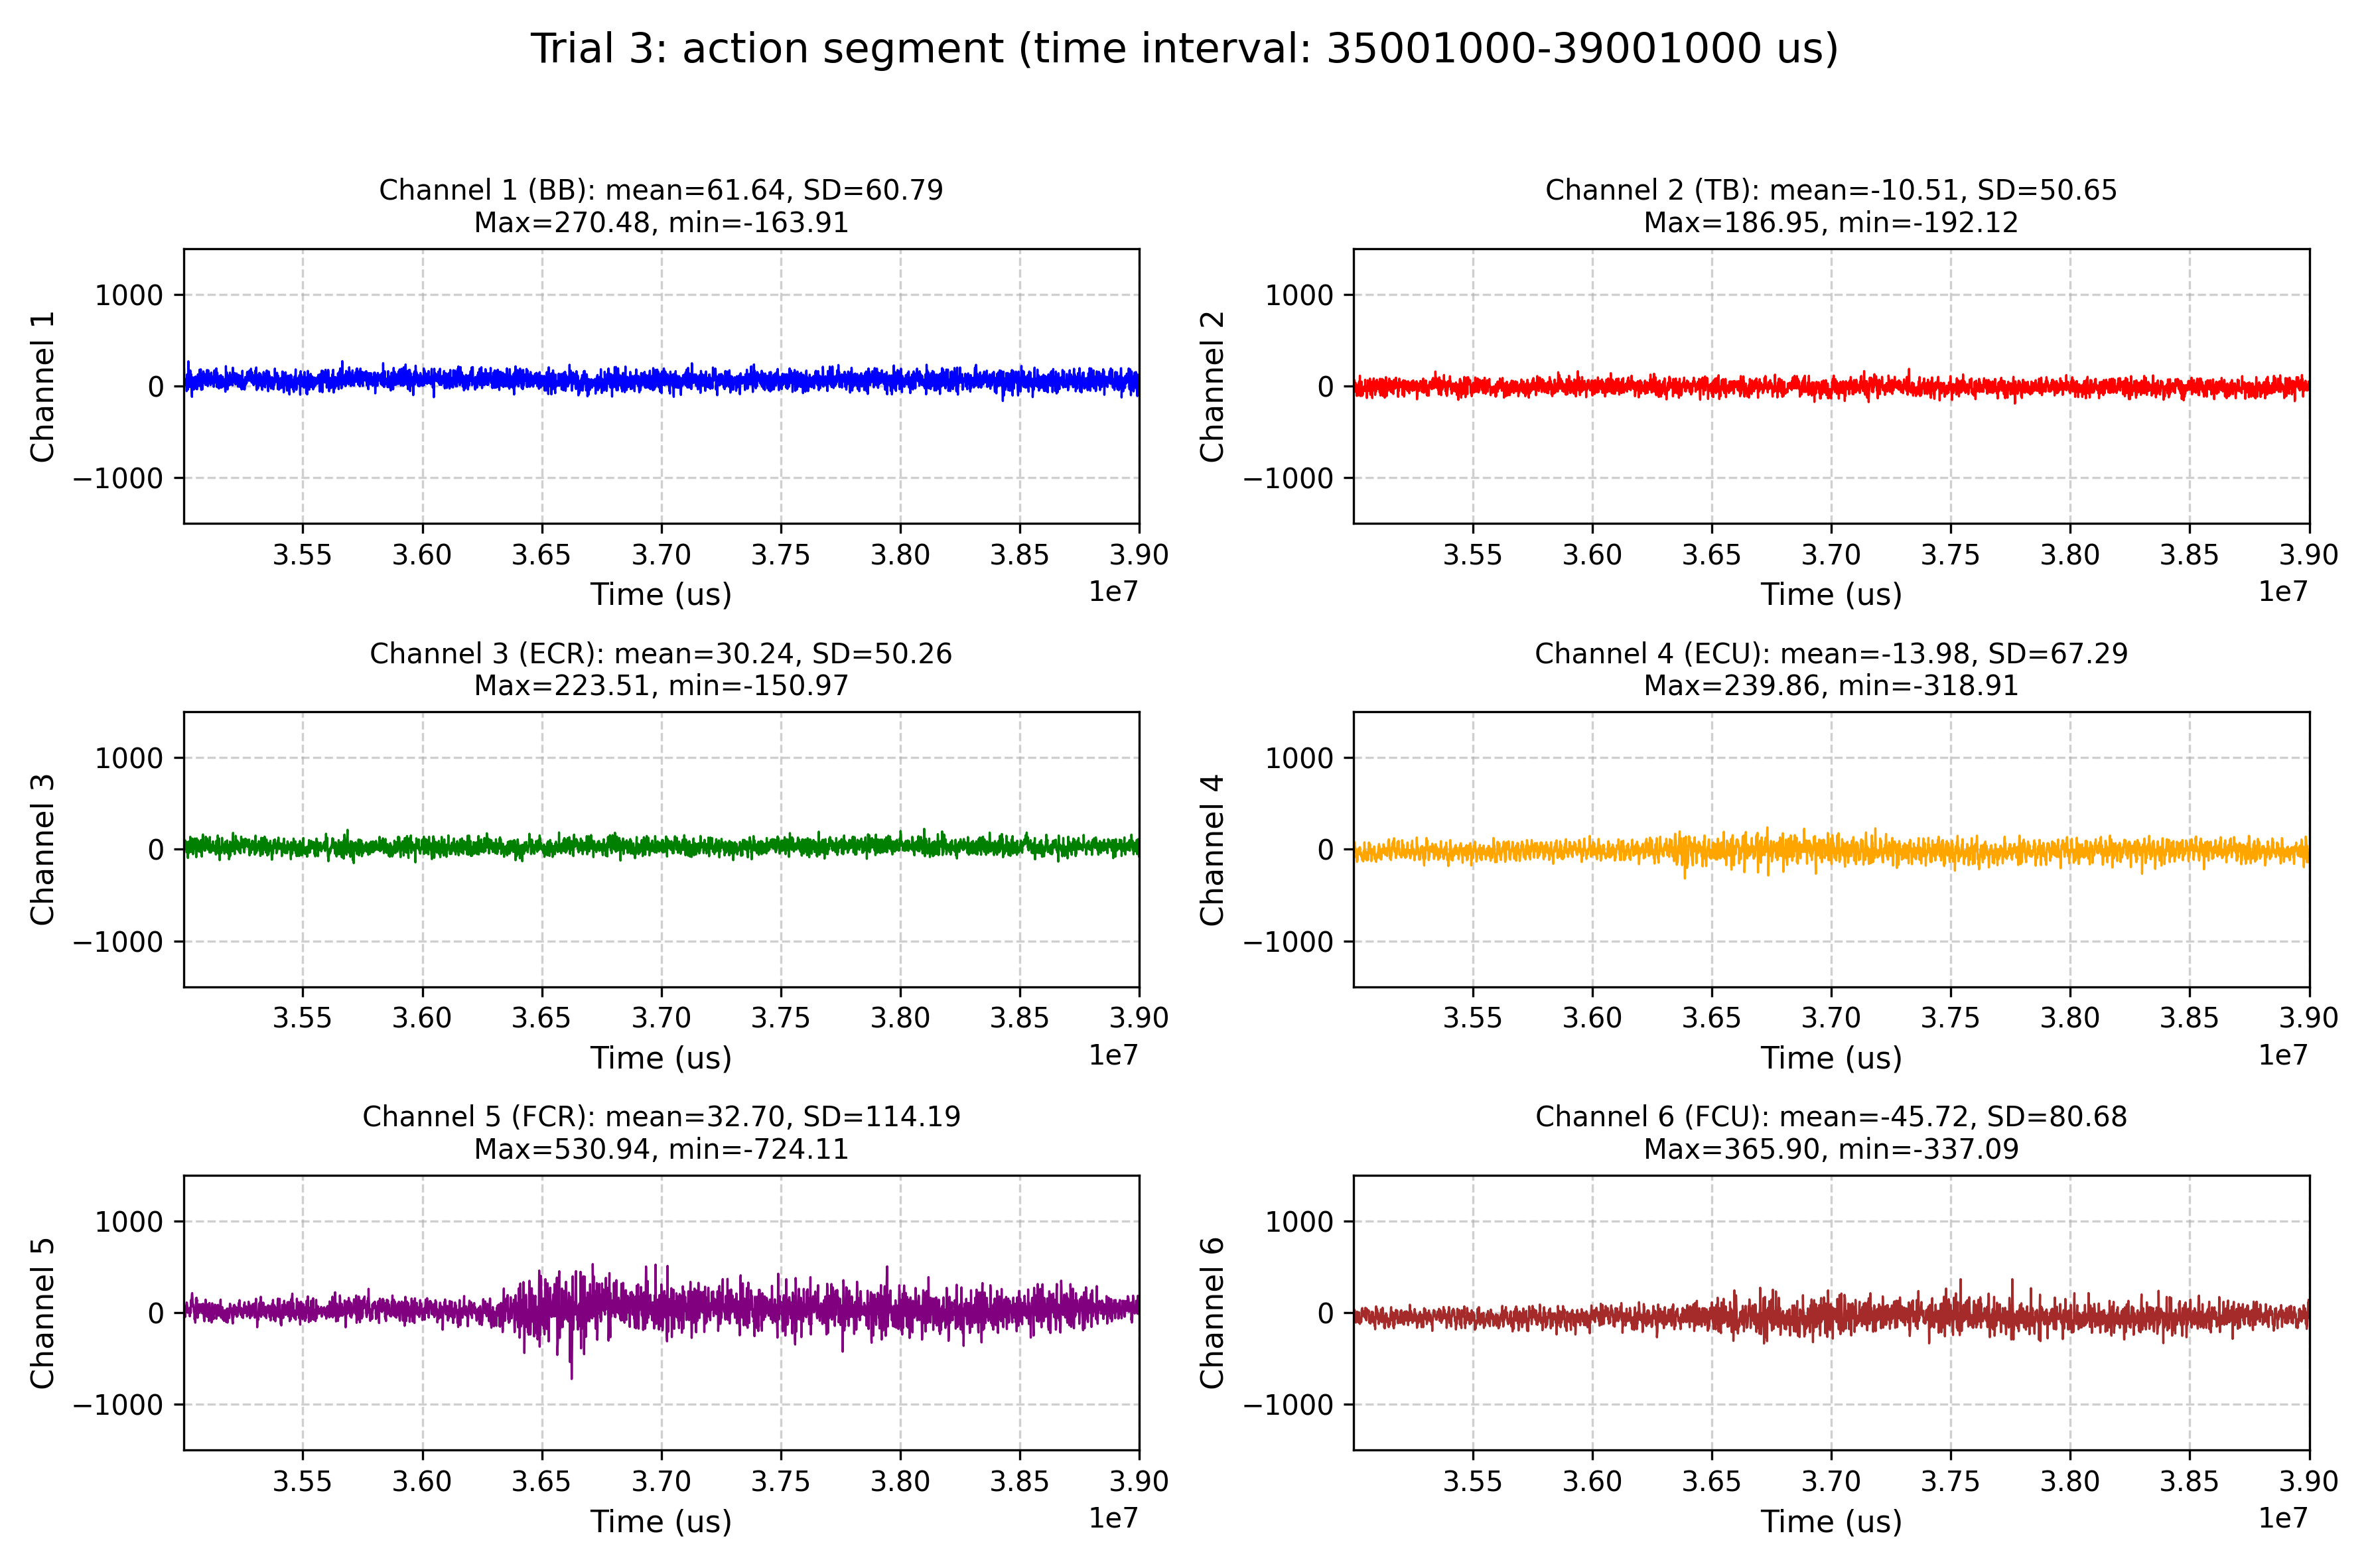 Trial 3: action segment (time interval: 35001000-39001000 us)
Channel 1 (BB): mean=61.64, SD=60.79
Max=270.48, min=-163.91
Channel 1
1000
0
−1000
3.55 3.60 3.65 3.70 3.75 3.80 3.85 3.90
Time (us)
1e7
Channel 2 (TB): mean=-10.51, SD=50.65
Max=186.95, min=-192.12
Channel 2
1000
0
−1000
3.55 3.60 3.65 3.70 3.75 3.80 3.85 3.90
Time (us)
1e7
Channel 3 (ECR): mean=30.24, SD=50.26
Max=223.51, min=-150.97
Channel 3
1000
0
−1000
3.55 3.60 3.65 3.70 3.75 3.80 3.85 3.90
Time (us)
1e7
Channel 4 (ECU): mean=-13.98, SD=67.29
Max=239.86, min=-318.91
Channel 4
1000
0
−1000
3.55 3.60 3.65 3.70 3.75 3.80 3.85 3.90
Time (us)
1e7
Channel 5 (FCR): mean=32.70, SD=114.19
Max=530.94, min=-724.11
Channel 5
1000
0
−1000
3.55 3.60 3.65 3.70 3.75 3.80 3.85 3.90
Time (us)
1e7
Channel 6 (FCU): mean=-45.72, SD=80.68
Max=365.90, min=-337.09
Channel 6
1000
0
−1000
3.55 3.60 3.65 3.70 3.75 3.80 3.85 3.90
Time (us)
1e7